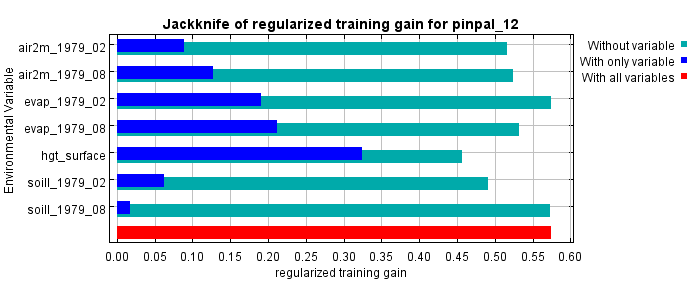 Jackknife of regularized training gain for pinpal_12
Environmental Variable
air2m_1979_02
air2m_1979_08
evap_1979_02
evap_1979_08
hgt_surface
soill_1979_02
soill_1979_08
0.00 0.05 0.10 0.15 0.20 0.25 0.30 0.35 0.40 0.45 0.50 0.55 0.60
regularized training gain
Without variable
With only variable
With all variables